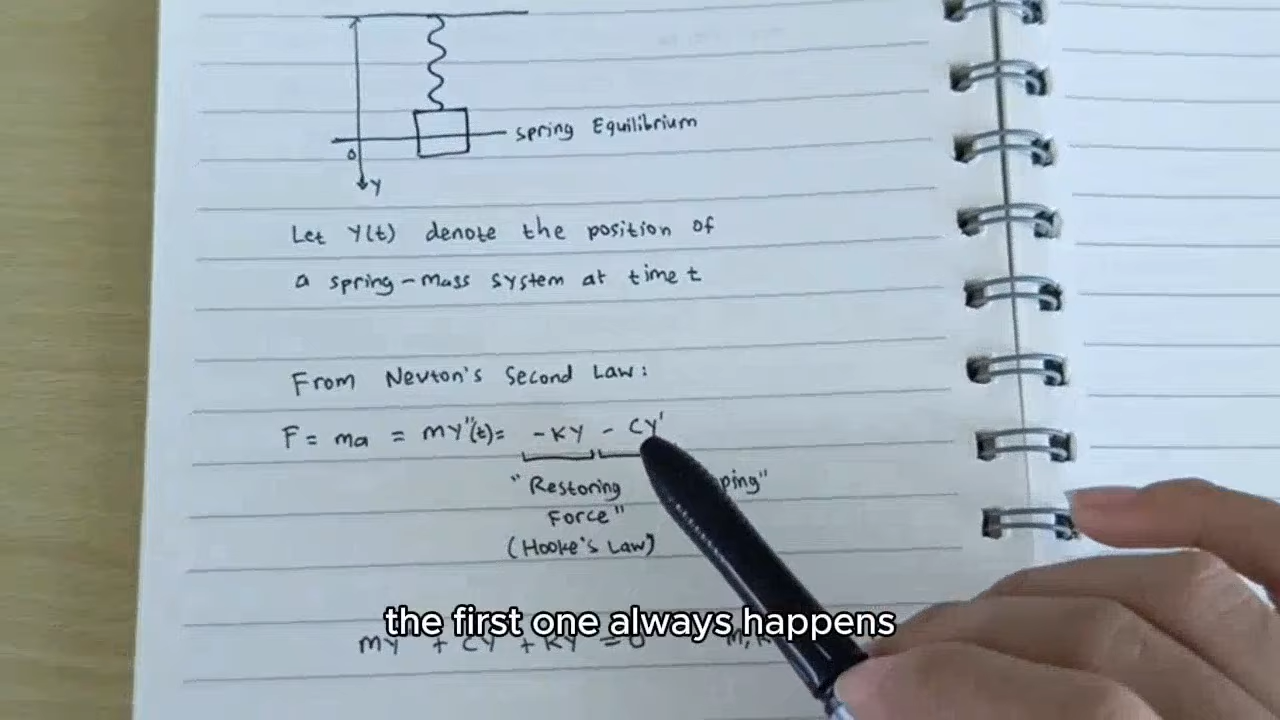 Spring Equilibrium
0
Y
Let Y(t) denote the position of
a spring-mass system at time t
From Newton's Second Law:
F = ma = my"(t)= -KY - CY'
"Restoring
Force"
(Hooke's Law)
the first one always happens